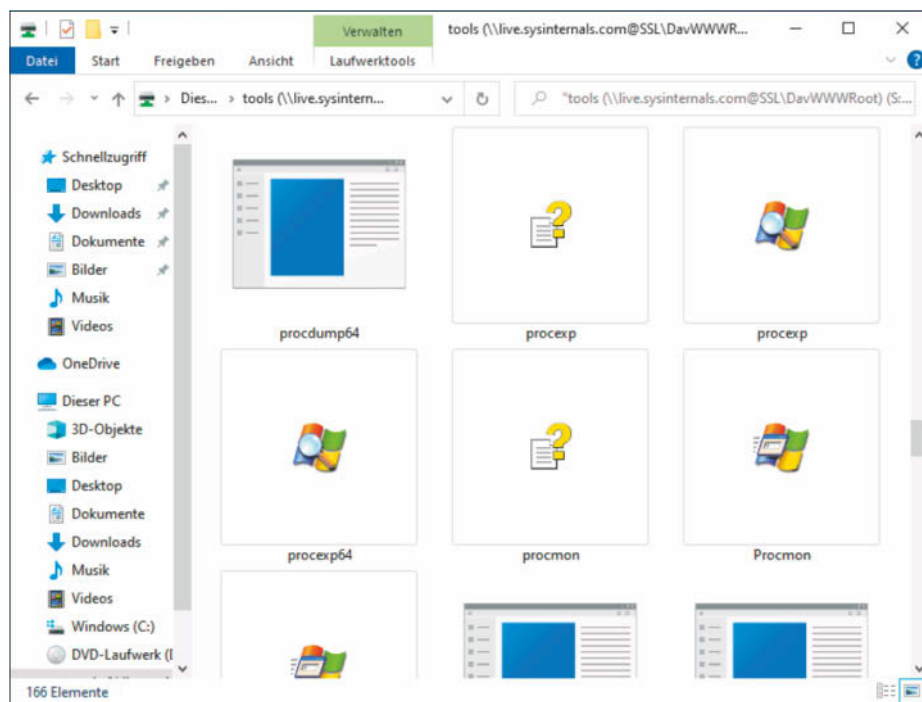 Verwalten
tools (\\live.sysinternals.com@SSL\DavWWWR...
Datei Start Freigeben Ansicht Laufwerktools
Dies... tools (\\live.sysintern...
"tools (\\live.sysinternals.com@SSL\DavWWWRoot) (S:...
Schnellzugriff
Desktop
Downloads
Dokumente
Bilder
Musik
Videos
OneDrive
Dieser PC
3D-Objekte
Bilder
Desktop
Dokumente
Downloads
Musik
Videos
Windows (C:)
DVD-Laufwerk (
procdump64
procexp
procexp
procexp64
procmon
Procmon
166 Elemente